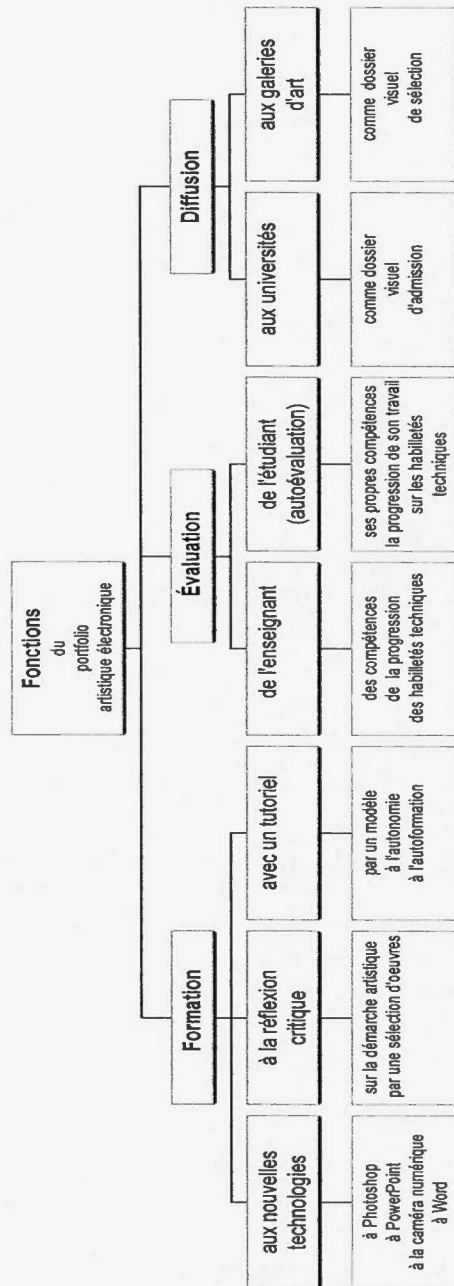 Fonctions
du
portfolio
artistique électronique
Formation
Évaluation
Diffusion
aux nouvelles
technologies
à la réflexion
critique
avec un tutoriel
de l'enseignant
de l'étudiant
(autoévaluation)
aux universités
aux galeries
d'art
à Photoshop
à PowerPoint
à la caméra numérique
à Word
sur la démarche artistique
par une sélection d'oeuvres
par un modèle
à l'autonomie
à l'autoformation
des compétences
de la progression
des habilletés techniques
ses propres compétences
la progression de son travail
sur les habilletés
techniques
comme dossier
visuel
d'admission
comme dossier
visuel
de sélection